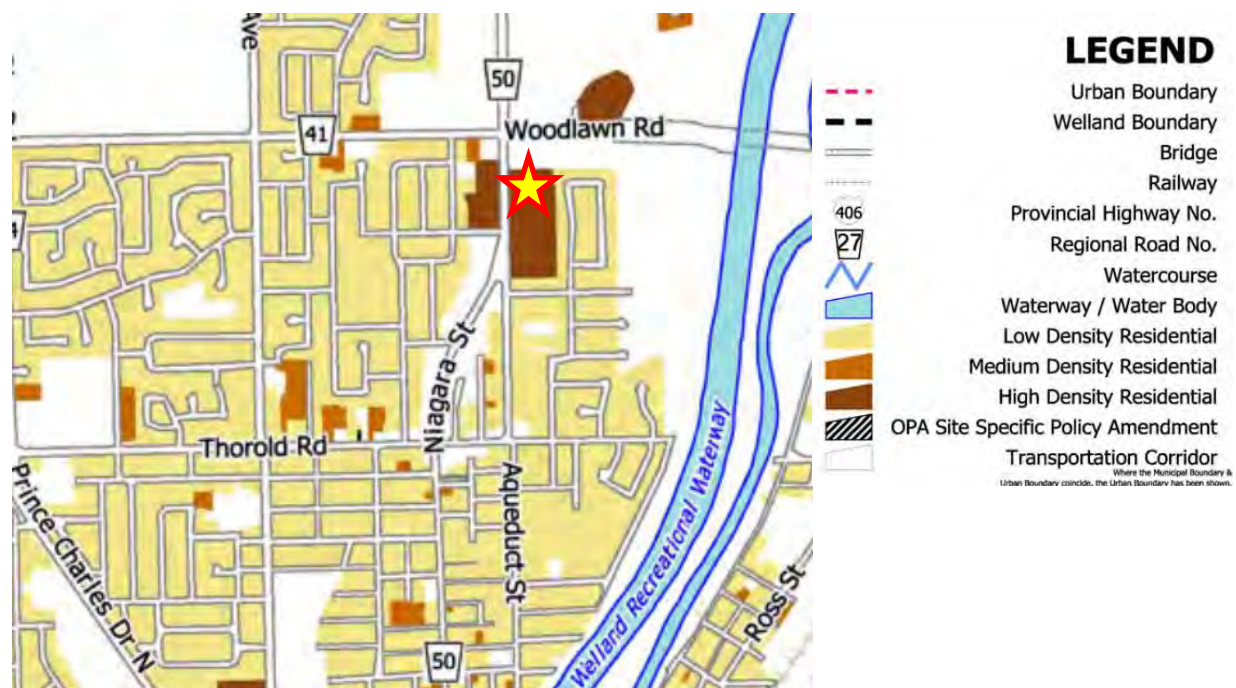 Ave
50
41
Woodlawn Rd
Niagara St
Thorold Rd
Aqueduct St
Prince Charles Dr N
Welland Recreational Waterway
Ross St
50
LEGEND
Urban Boundary
Welland Boundary
Bridge
Railway
406 Provincial Highway No.
27 Regional Road No.
Watercourse
Waterway / Water Body
Low Density Residential
Medium Density Residential
High Density Residential
OPA Site Specific Policy Amendment
Transportation Corridor
Where the Municipal Boundary &
Urban Boundary coincide, the Urban Boundary has been shown.